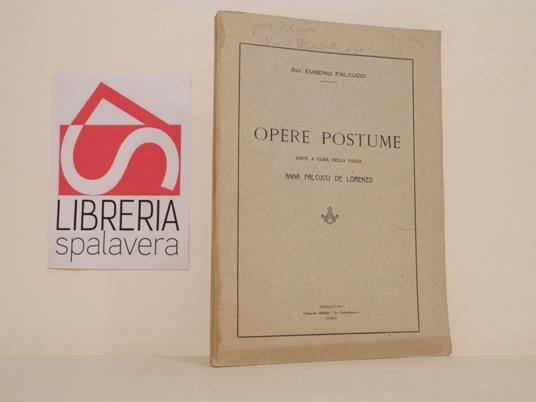 LIBRERIA
spalavera
Avv. EUGENIO FALCUCCI
OPERE POSTUME
EDITE A CURA DELLA FIGLIA
ANNA FALCUCCI DE LORENZO